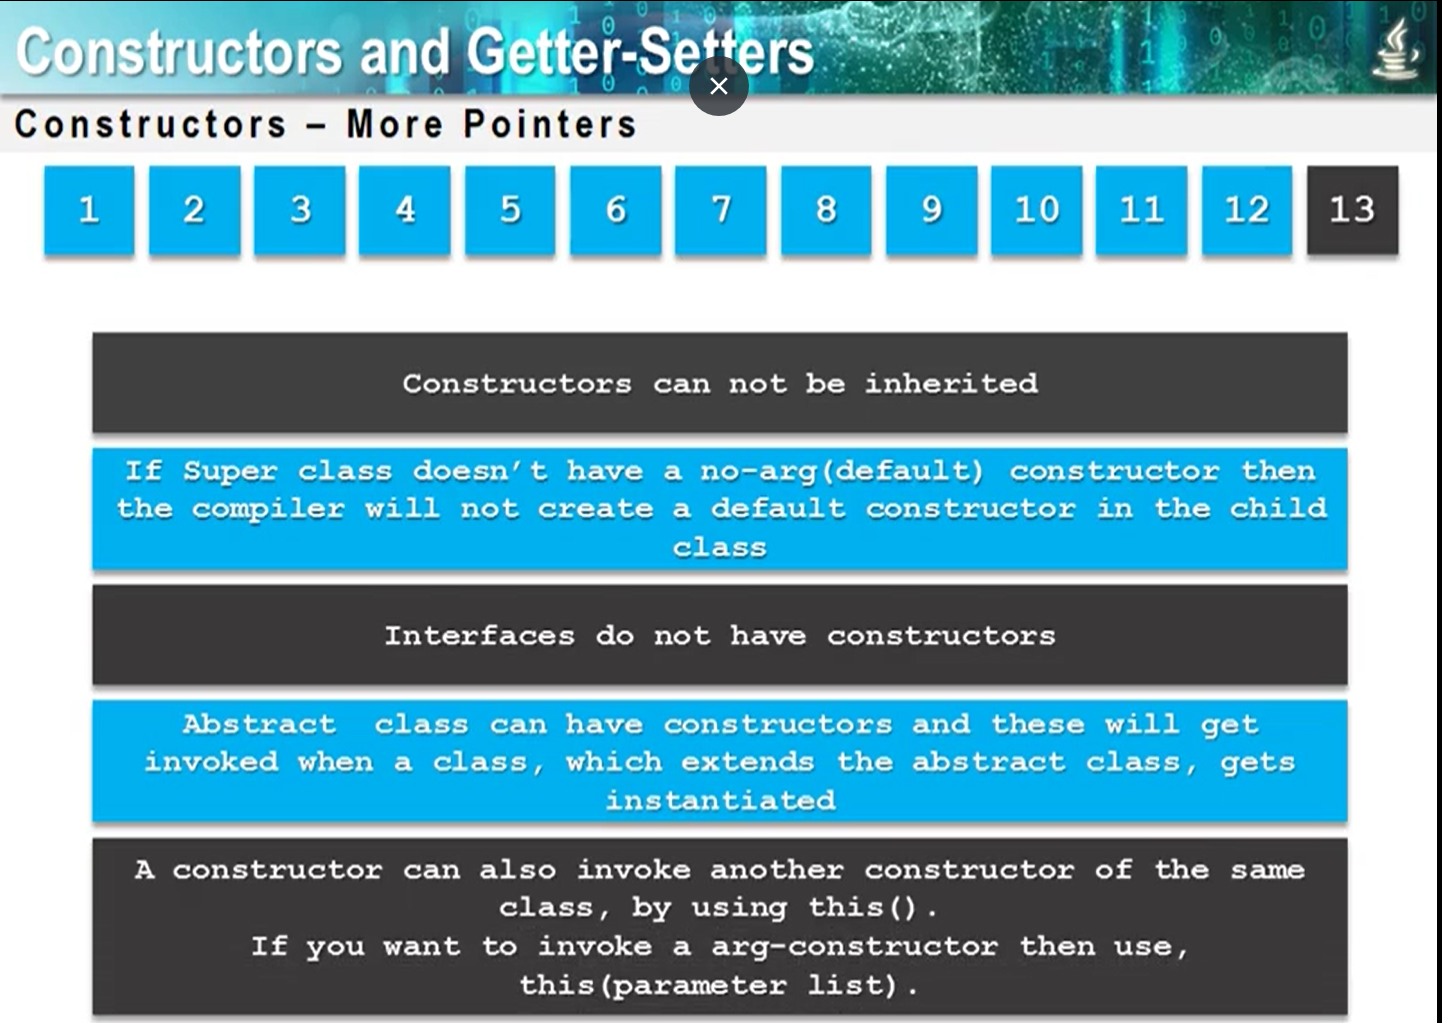 Constructors and Getter-Setters
Constructors – More Pointers
1 2 3 4 5 6 7 8 9 10 11 12 13
Constructors can not be inherited
If Super class doesn’t have a no-arg(default) constructor then
the compiler will not create a default constructor in the child
class
Interfaces do not have constructors
Abstract class can have constructors and these will get
invoked when a class, which extends the abstract class, gets
instantiated
A constructor can also invoke another constructor of the same
class, by using this().
If you want to invoke a arg-constructor then use,
this(parameter list).